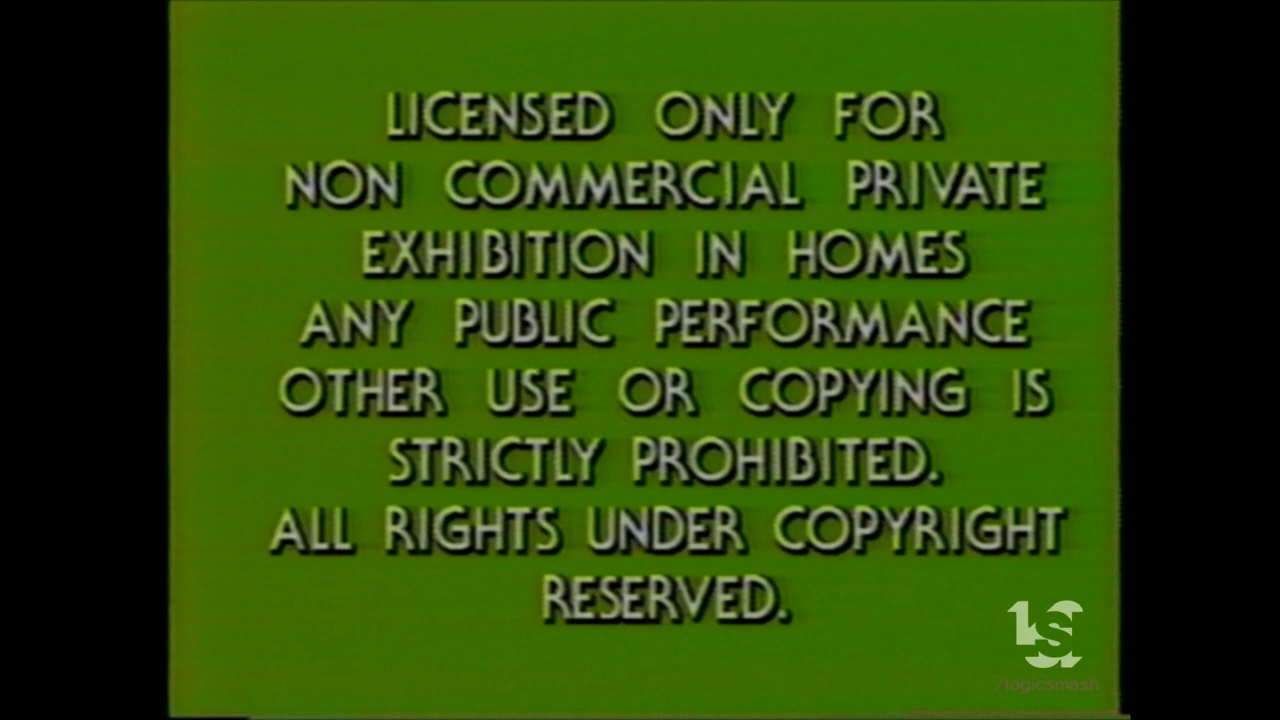 LICENSED ONLY FOR
NON COMMERCIAL PRIVATE
EXHIBITION IN HOMES
ANY PUBLIC PERFORMANCE
OTHER USE OR COPYING IS
STRICTLY PROHIBITED.
ALL RIGHTS UNDER COPYRIGHT
RESERVED.
/logicsmash